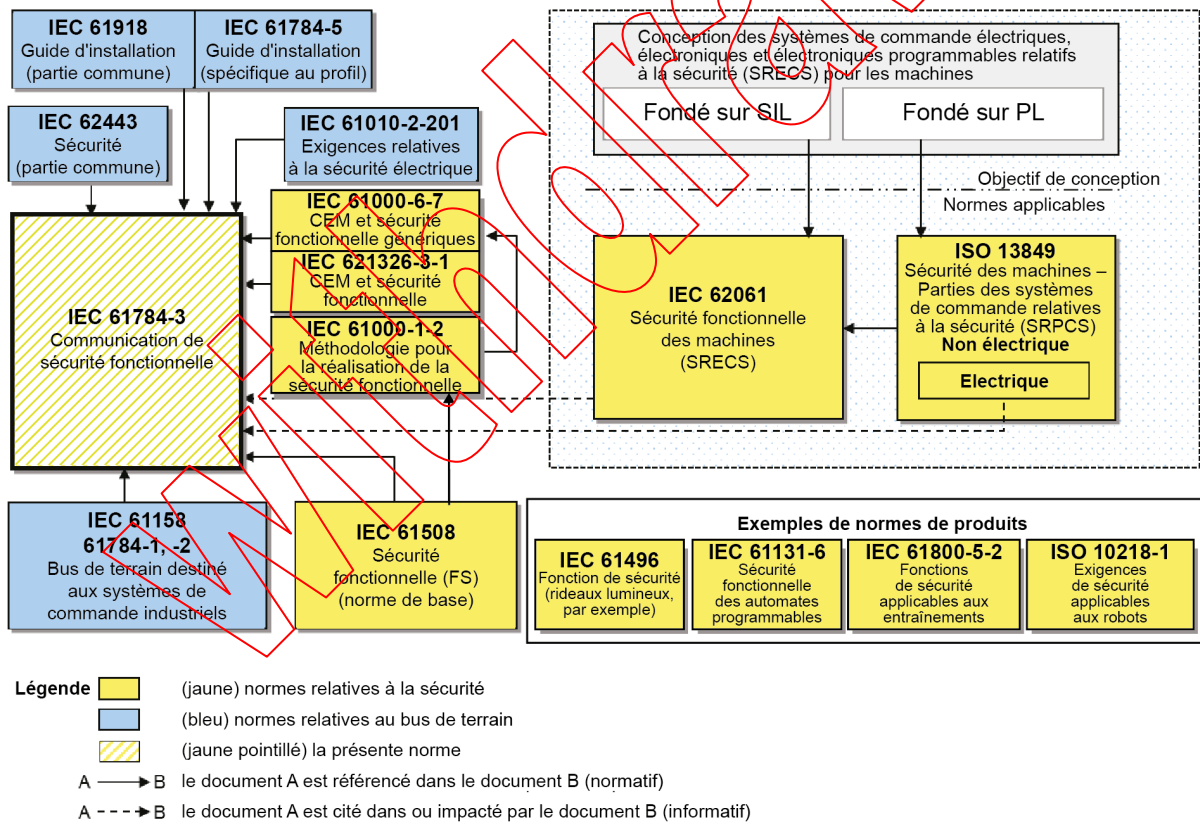 IEC 61918
Guide d'installation
(partie commune)
IEC 61784-5
Guide d'installation
(spécifique au profil)
IEC 62443
Sécurité
(partie commune)
IEC 61010-2-201
Exigences relatives
à la sécurité électrique
IEC 61000-6-7
CEM et sécurite
fonctionnelle génériques
IEC 621326-3-1
CEM et sécurité
fonctionnelle
IEC 61000-1-2
Méthodologie pour
la réalisation de la
sécurité fonctionnelle
IEC 61784-3
Communication de
sécurité fonctionnelle
IEC 61158
61784-1, -2
Bus de terrain destiné
aux systèmes de
commande industriels
IEC 61508
Sécurité
fonctionnelle (FS)
(norme de base)
Conception des systèmes de commande électriques,
électroniques et électroniques programmables relatifs
à la sécurité (SRECS) pour les machines
Fondé sur SIL
Fondé sur PL
Objectif de conception
Normes applicables
IEC 62061
Sécurité fonctionnelle
des machines
(SRECS)
ISO 13849
Sécurité des machines –
Parties des systèmes
de commande relatives
à la sécurité (SRPCS)
Non électrique
Electrique
Exemples de normes de produits
IEC 61496
Fonction de sécurité
(rideaux lumineux,
par exemple)
IEC 61131-6
Sécurité
fonctionnelle
des automates
programmables
IEC 61800-5-2
Fonctions
de sécurité
applicables aux
entraînements
ISO 10218-1
Exigences
de sécurité
applicables
aux robots
Légende
(jaune) normes relatives à la sécurité
(bleu) normes relatives au bus de terrain
(jaune pointillé) la présente norme
A B le document A est référencé dans le document B (normatif)
A B le document A est cité dans ou impacté par le document B (informatif)